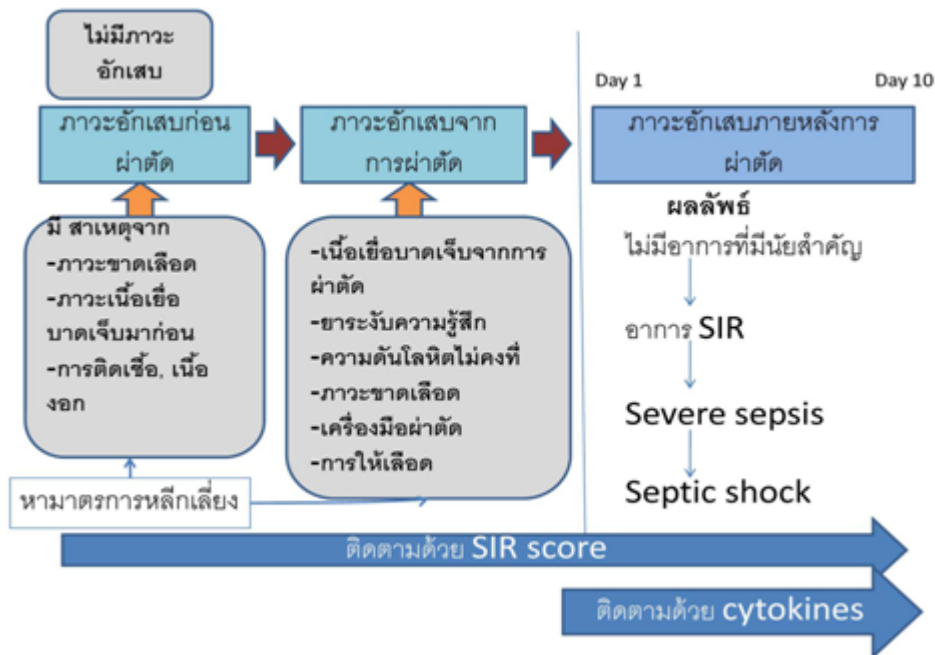 ไม่มีภาวะ
อักเสบ
Day 1
Day 10
ภาวะอักเสบก่อน
ผ่าตัด
ภาวะอักเสบจาก
การผ่าตัด
ภาวะอักเสบภายหลังการ
ผ่าตัด
มี สาเหตุจาก
-ภาวะขาดเลือด
-ภาวะเนื้อเยื่อ
บาดเจ็บมาก่อน
-การติดเชื้อ, เนื้อ
งอก
-เนื้อเยื่อบาดเจ็บจากการ
ผ่าตัด
-ยาระงับความรู้สึก
-ความดันโลหิตไม่คงที่
-ภาวะขาดเลือด
-เครื่องมือผ่าตัด
-การให้เลือด
ผลลัพธ์
ไม่มีอาการที่มีนัยสำคัญ
อาการ SIR
Severe sepsis
Septic shock
หามาตรการหลีกเลี่ยง
ติดตามด้วย SIR score
ติดตามด้วย cytokines